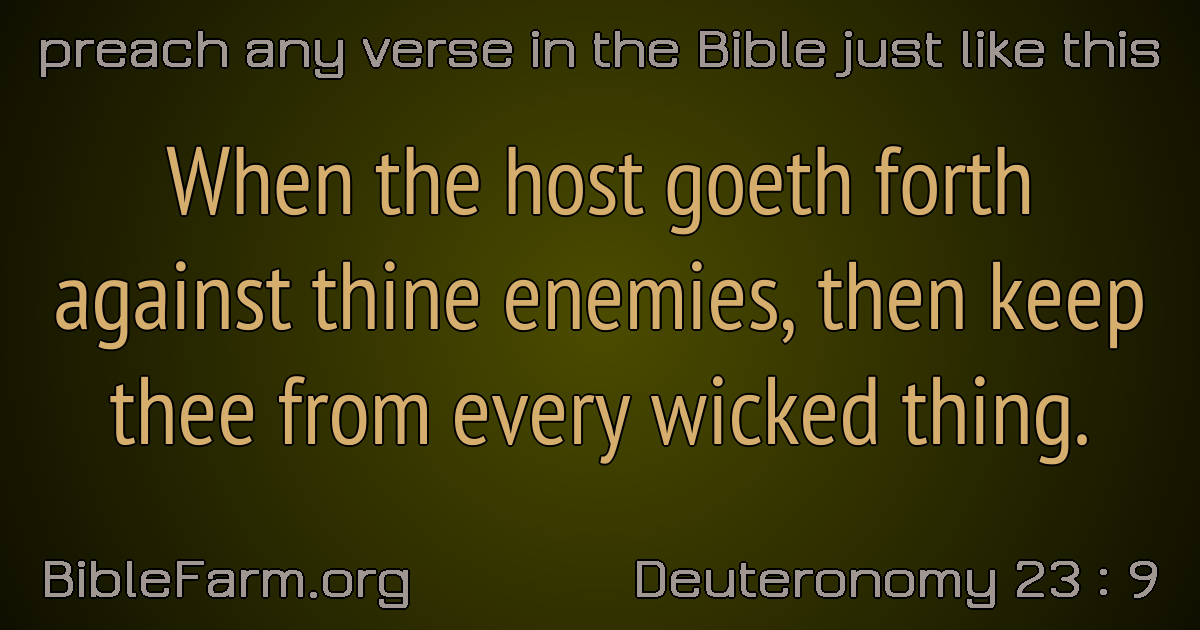 preach any verse in the Bible just like this
When the host goeth forth
against thine enemies, then keep
thee from every wicked thing.
BibleFarm.org
Deuteronomy 23 : 9